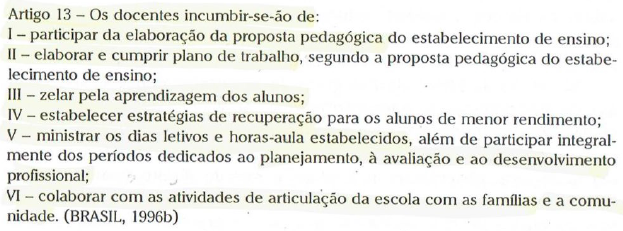 Artigo 13 – Os docentes incumbir-se-ão de:
I – participar da elaboração da proposta pedagógica do estabelecimento de ensino;
II – elaborar e cumprir plano de trabalho, segundo a proposta pedagógica do estabe-
lecimento de ensino;
III – zelar pela aprendizagem dos alunos;
IV – estabelecer estratégias de recuperação para os alunos de menor rendimento;
V – ministrar os dias letivos e horas-aula estabelecidos, além de participar integral-
mente dos períodos dedicados ao planejamento, à avaliação e ao desenvolvimento
profissional;
VI – colaborar com as atividades de articulação da escola com as famílias e a comu-
nidade. (BRASIL, 1996b)